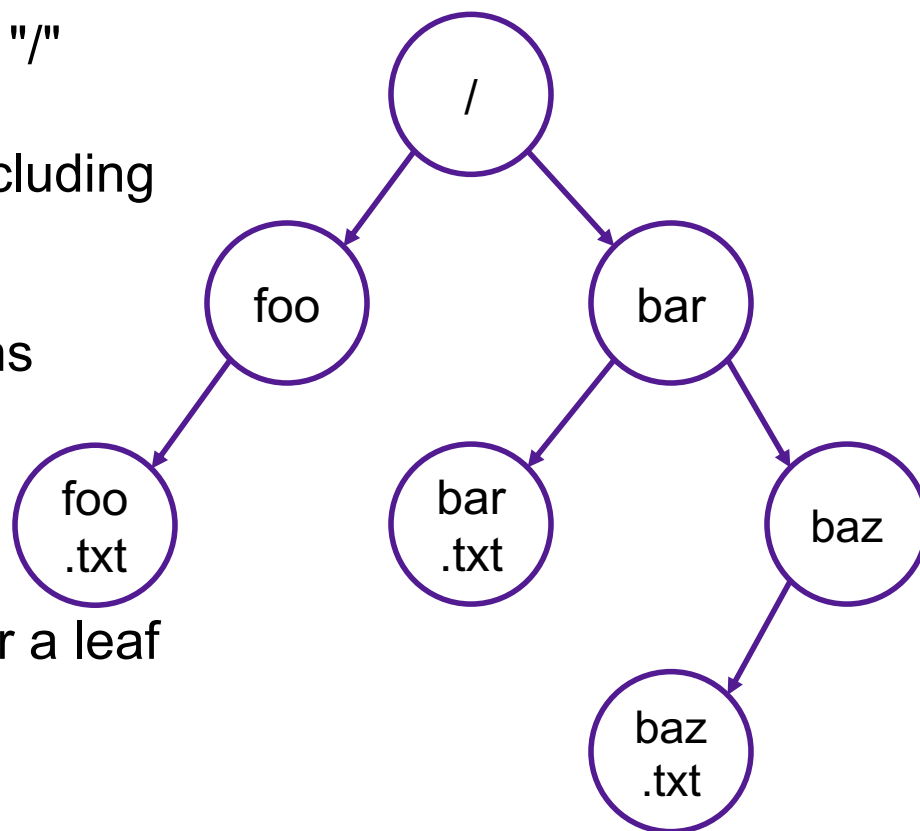 "/"
cluding
ns
r a leaf
/
foo
bar
foo
.txt
bar
.txt
baz
baz
.txt